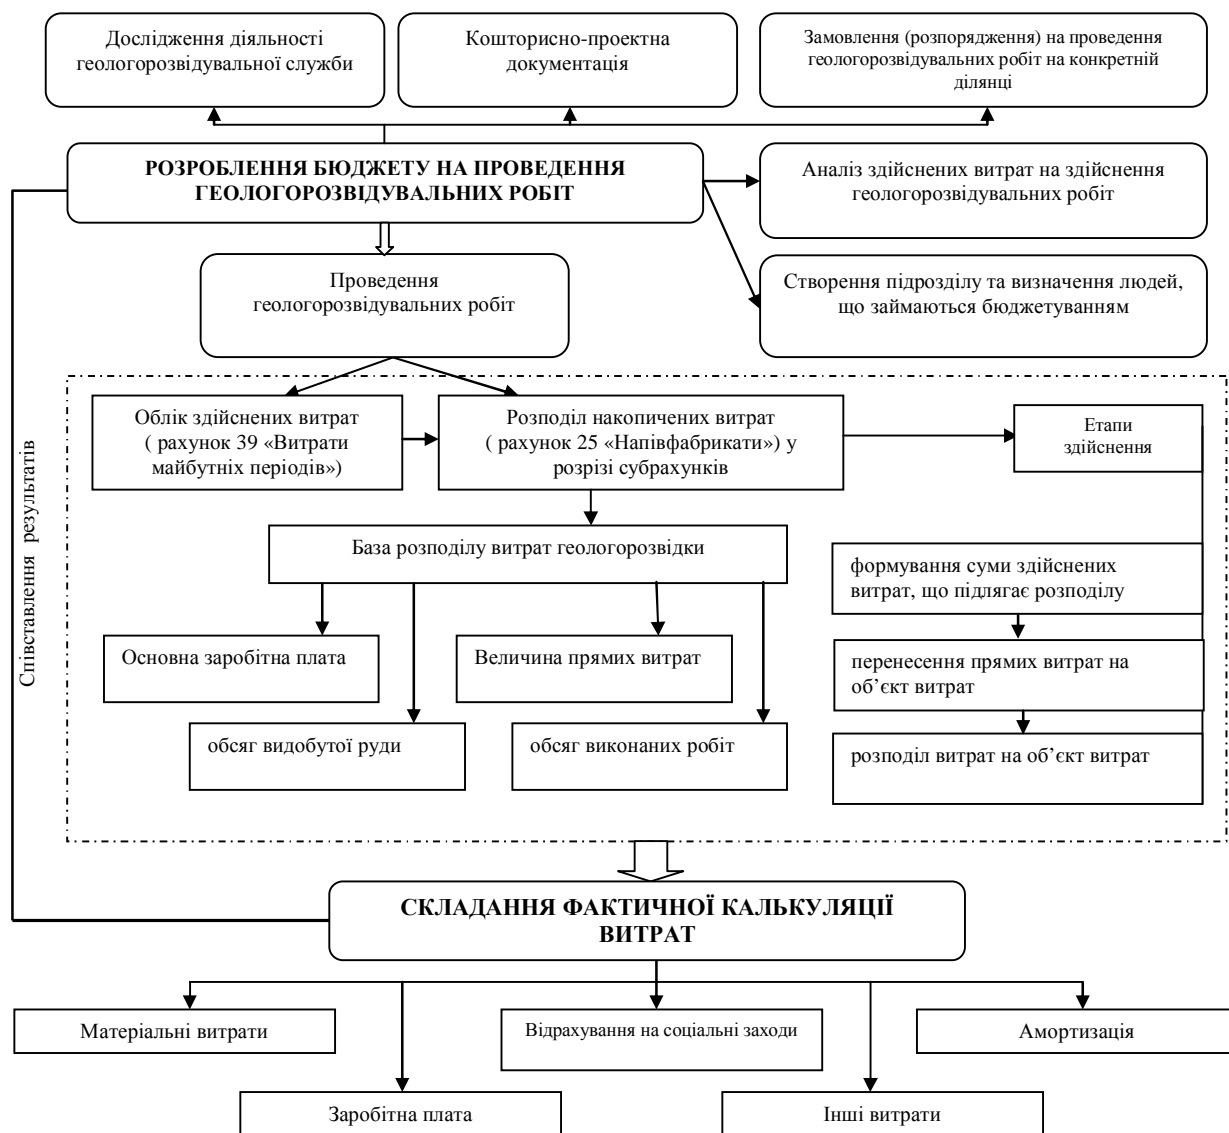 Дослідження діяльності
геологорозвідувальної служби
Кошторисно-проектна
документація
Замовлення (розпорядження) на проведення
геологорозвідувальних робіт на конкретній
ділянці
РОЗРОБЛЕННЯ БЮДЖЕТУ НА ПРОВЕДЕННЯ
ГЕОЛОГОРОЗВІДУВАЛЬНИХ РОБІТ
Аналіз здійснених витрат на здійснення
геологорозвідувальних робіт
Створення підрозділу та визначення людей,
що займаються бюджетуванням
Проведення
геологорозвідувальних робіт
Співставлення результатів
Облік здійснених витрат
( рахунок 39 «Витрати
майбутніх періодів»)
Розподіл накопичених витрат
( рахунок 25 «Напівфабрикати») у
розрізі субрахунків
Етапи
здійснення
База розподілу витрат геологорозвідки
Основна заробітна плата
Величина прямих витрат
обсяг видобутої руди
обсяг виконаних робіт
формування суми здійснених
витрат, що підлягає розподілу
перенесення прямих витрат на
об’єкт витрат
розподіл витрат на об’єкт витрат
СКЛАДАННЯ ФАКТИЧНОЇ КАЛЬКУЛЯЦІЇ
ВИТРАТ
Матеріальні витрати
Відрахування на соціальні заходи
Амортизація
Заробітна плата
Інші витрати